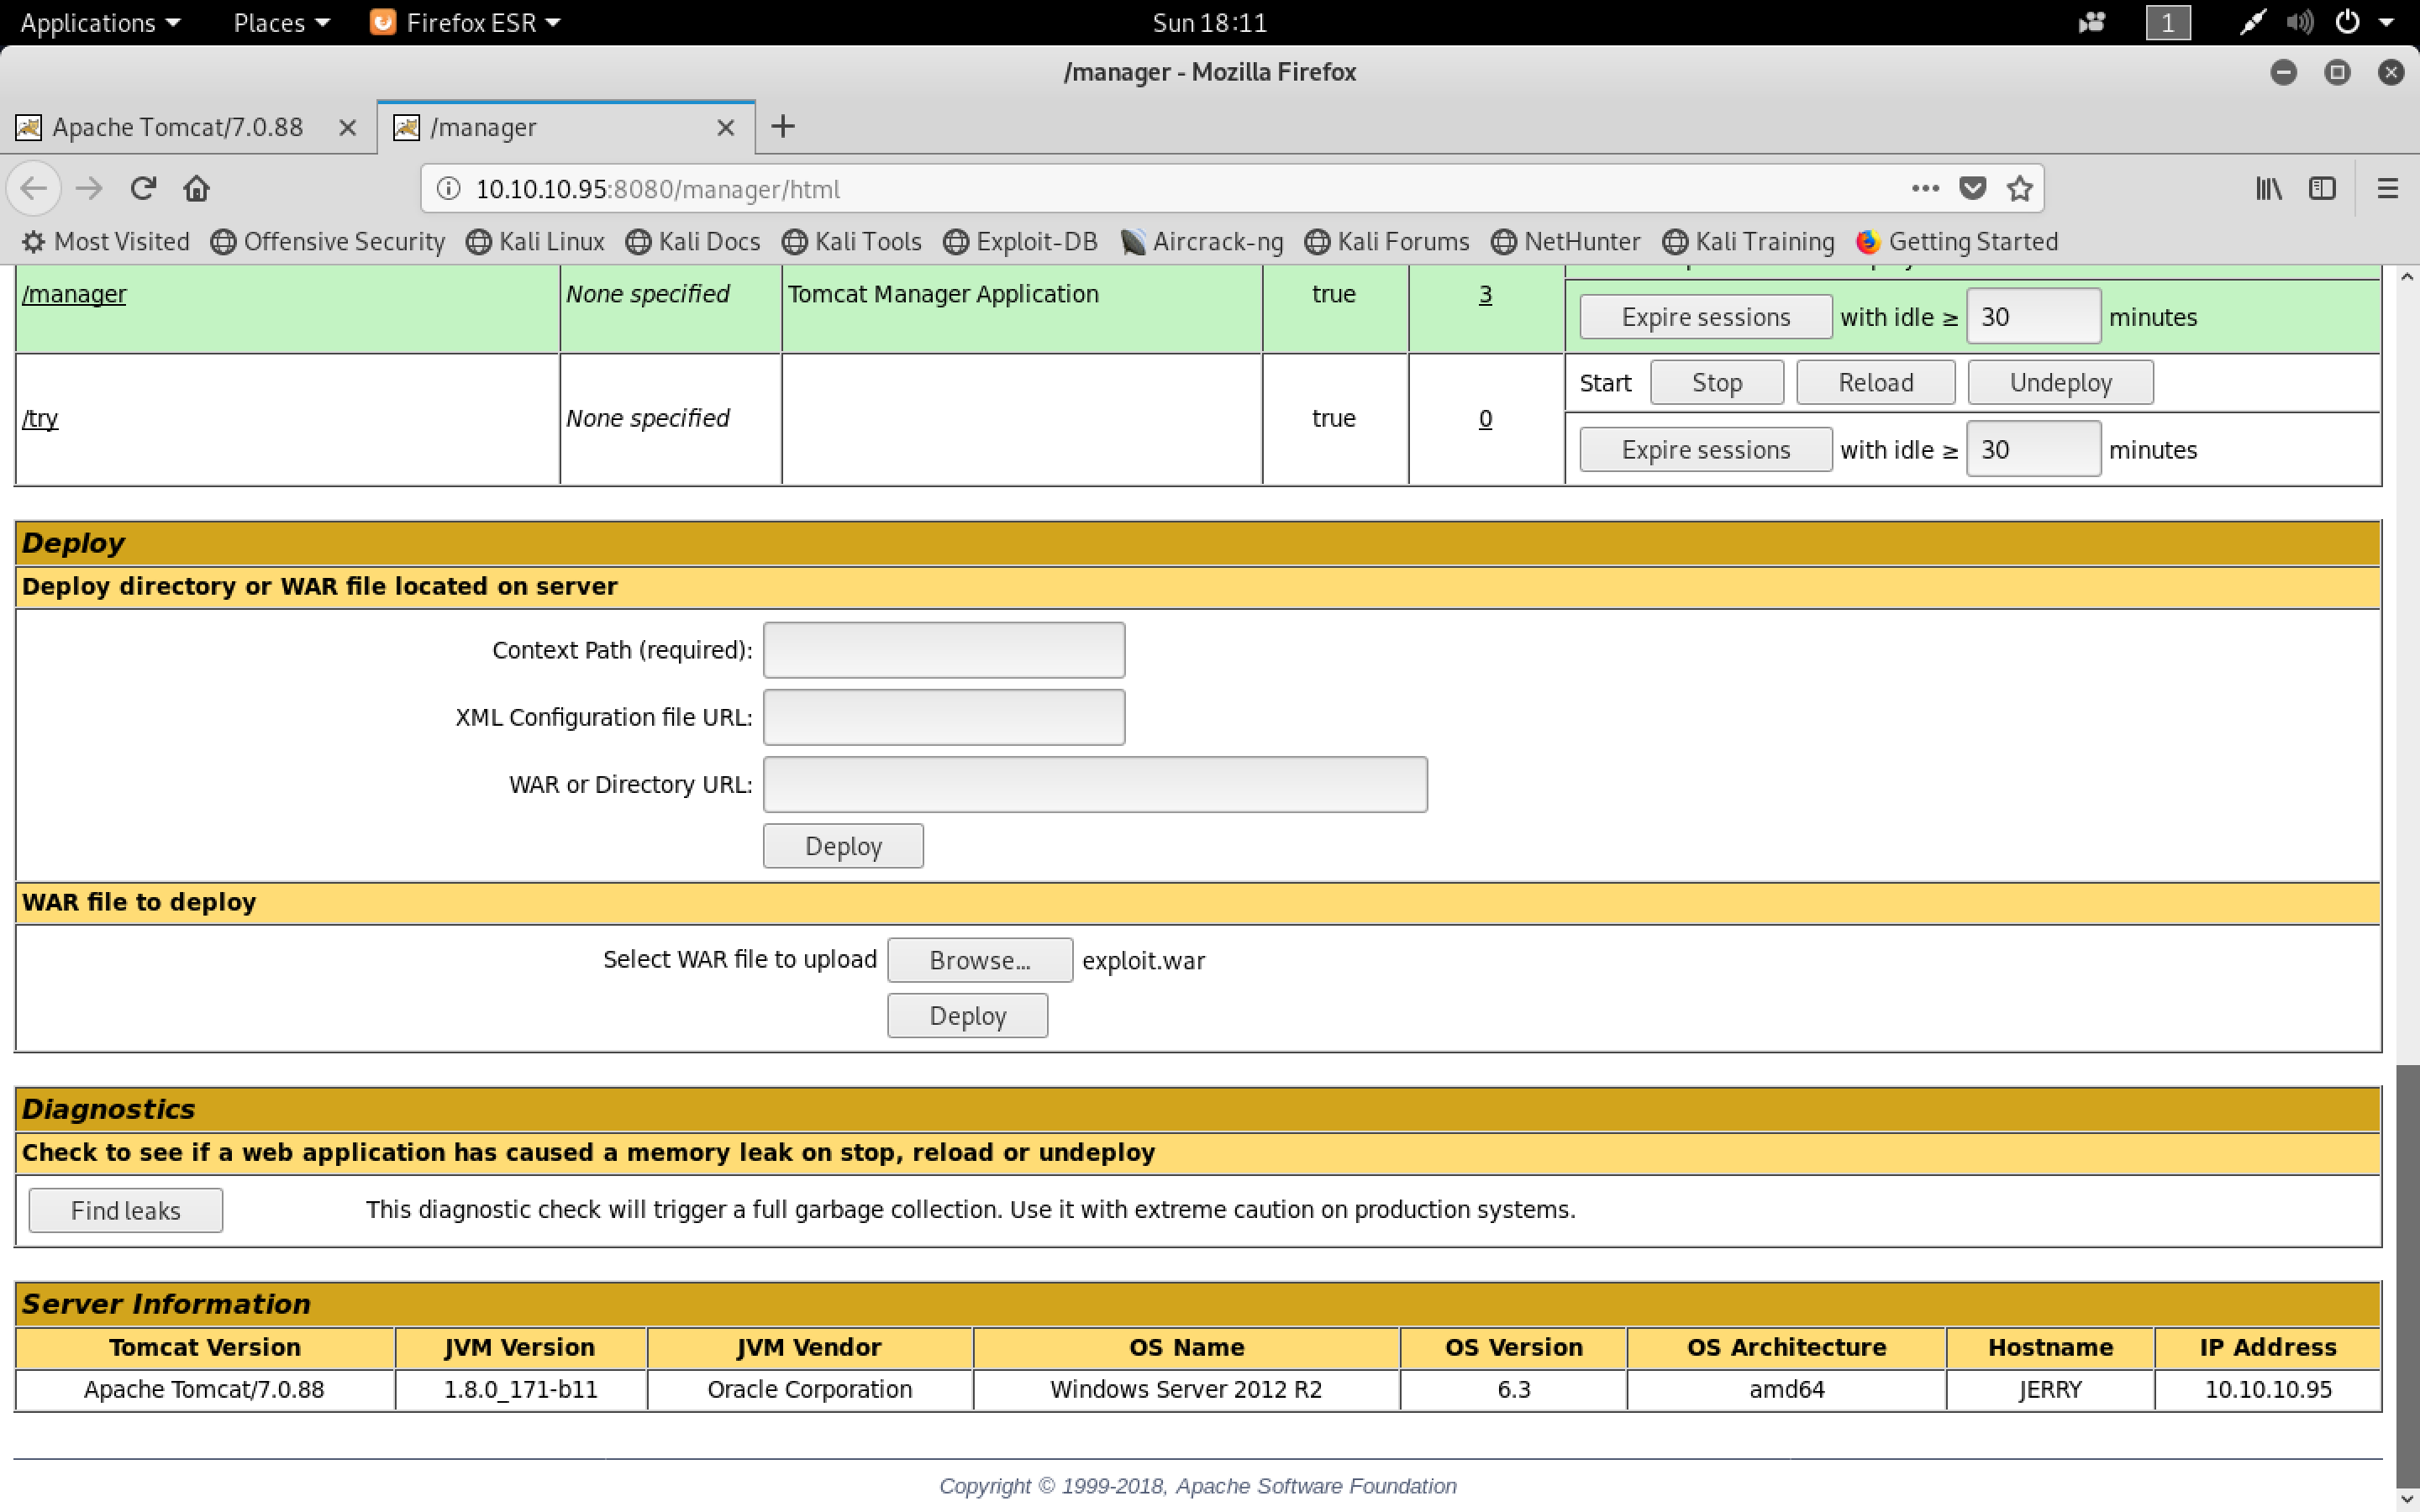 Applications Places Firefox ESR Sun 18:11 1
/manager - Mozilla Firefox
Apache Tomcat/7.0.88 /manager
10.10.10.95:8080/manager/html
Most Visited Offensive Security Kali Linux Kali Docs Kali Tools Exploit-DB Aircrack-ng Kali Forums NetHunter Kali Training Getting Started
/manager None specified Tomcat Manager Application true 3
Expire sessions with idle ≥ 30 minutes
Start Stop Reload Undeploy
/try None specified true 0
Expire sessions with idle ≥ 30 minutes
Deploy
Deploy directory or WAR file located on server
Context Path (required):
XML Configuration file URL:
WAR or Directory URL:
Deploy
WAR file to deploy
Select WAR file to upload Browse... exploit.war
Deploy
Diagnostics
Check to see if a web application has caused a memory leak on stop, reload or undeploy
Find leaks This diagnostic check will trigger a full garbage collection. Use it with extreme caution on production systems.
Server Information
Tomcat Version JVM Version JVM Vendor OS Name OS Version OS Architecture Hostname IP Address
Apache Tomcat/7.0.88 1.8.0_171-b11 Oracle Corporation Windows Server 2012 R2 6.3 amd64 JERRY 10.10.10.95
Copyright © 1999-2018, Apache Software Foundation